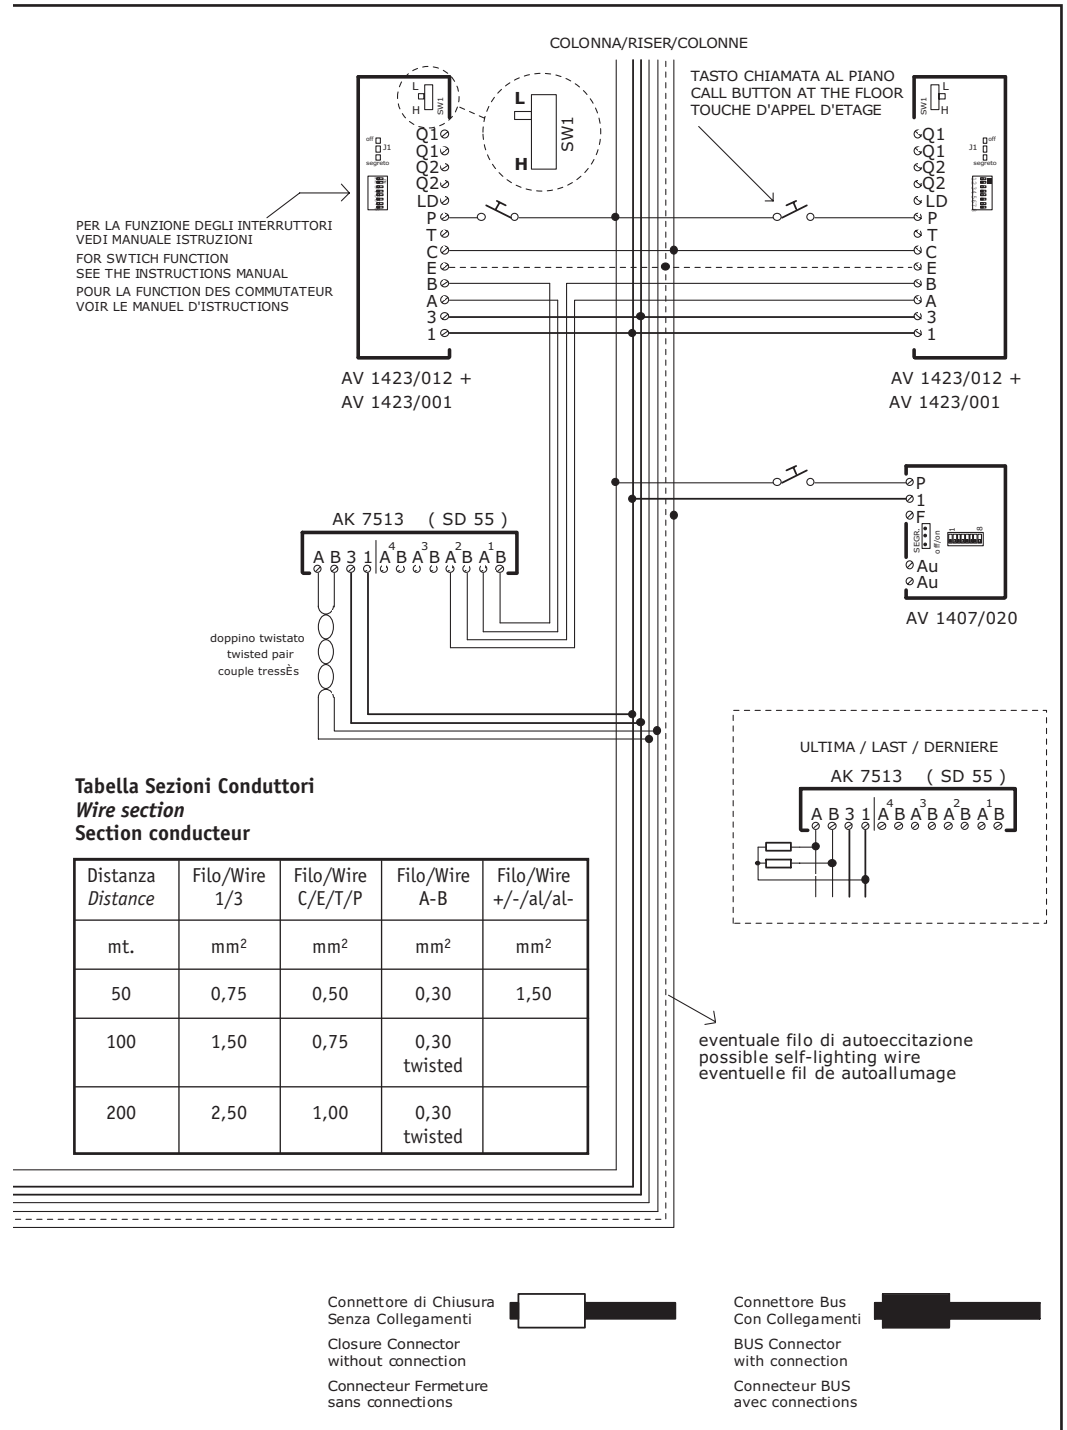 COLONNA/RISER/COLONNE
TASTO CHIAMATA AL PIANO
CALL BUTTON AT THE FLOOR
TOUCHE D'APPEL D'ETAGE
L
H
SW1
L
H
SW1
off
J1
segreto
Q1
Q1
Q2
Q2
LD
P
T
C
E
B
A
3
1
L
H
SW1
off
J1
segreto
Q1
Q1
Q2
Q2
LD
P
T
C
E
B
A
3
1
PER LA FUNZIONE DEGLI INTERRUTTORI
VEDI MANUALE ISTRUZIONI
FOR SWTICH FUNCTION
SEE THE INSTRUCTIONS MANUAL
POUR LA FUNCTION DES COMMUTATEUR
VOIR LE MANUEL D'ISTRUCTIONS
AV 1423/012 +
AV 1423/001
AV 1423/012 +
AV 1423/001
P
1
F
SEGR.
off/on
1
8
Au
Au
AV 1407/020
AK 7513 ( SD 55 )
A B 3 1 A 4 B A 3 B A 2 B A 1 B
doppino twistato
twisted pair
couple tressÈs
ULTIMA / LAST / DERNIERE
AK 7513 ( SD 55 )
A B 3 1 A 4 B A 3 B A 2 B A 1 B
Tabella Sezioni Conduttori
Wire section
Section conducteur
Distanza Filo/Wire Filo/Wire Filo/Wire Filo/Wire
Distance 1/3 C/E/T/P A-B +/-/al/al-
mt. mm² mm² mm² mm²
50 0,75 0,50 0,30 1,50
100 1,50 0,75 0,30
twisted
200 2,50 1,00 0,30
twisted
eventuale filo di autoeccitazione
possible self-lighting wire
eventuelle fil de autoallumage
Connettore di Chiusura
Senza Collegamenti
Closure Connector
without connection
Connecteur Fermeture
sans connections
Connettore Bus
Con Collegamenti
BUS Connector
with connection
Connecteur BUS
avec connections